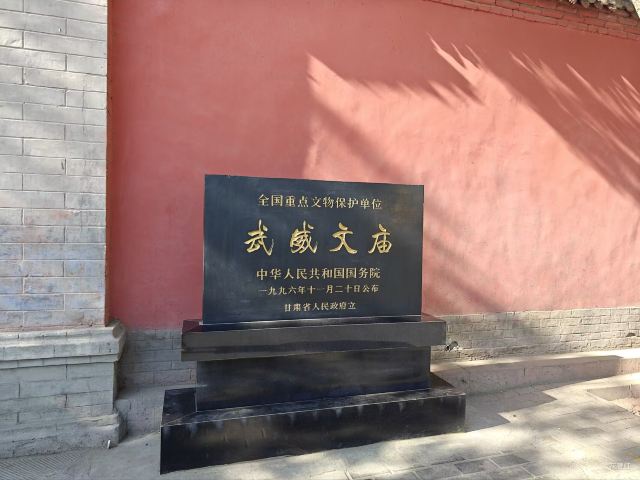 全国重点文物保护单位
武威文庙
中华人民共和国国务院
一九九六年十一月二十日公布
甘肃省人民政府立